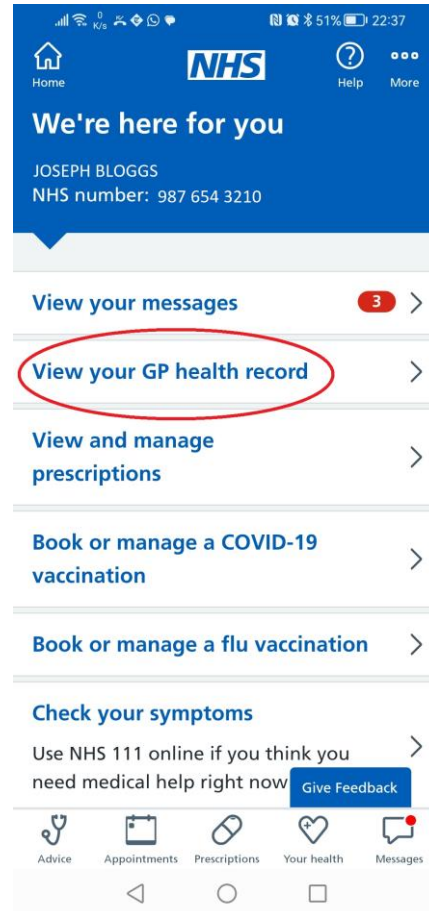 0 K/s 51% 22:37
Home NHS Help More
We're here for you
JOSEPH BLOGGS
NHS number: 987 654 3210
View your messages 3
View your GP health record
View and manage
prescriptions
Book or manage a COVID-19
vaccination
Book or manage a flu vaccination
Check your symptoms
Use NHS 111 online if you think you
need medical help right now Give Feedback
Advice Appointments Prescriptions Your health Messages